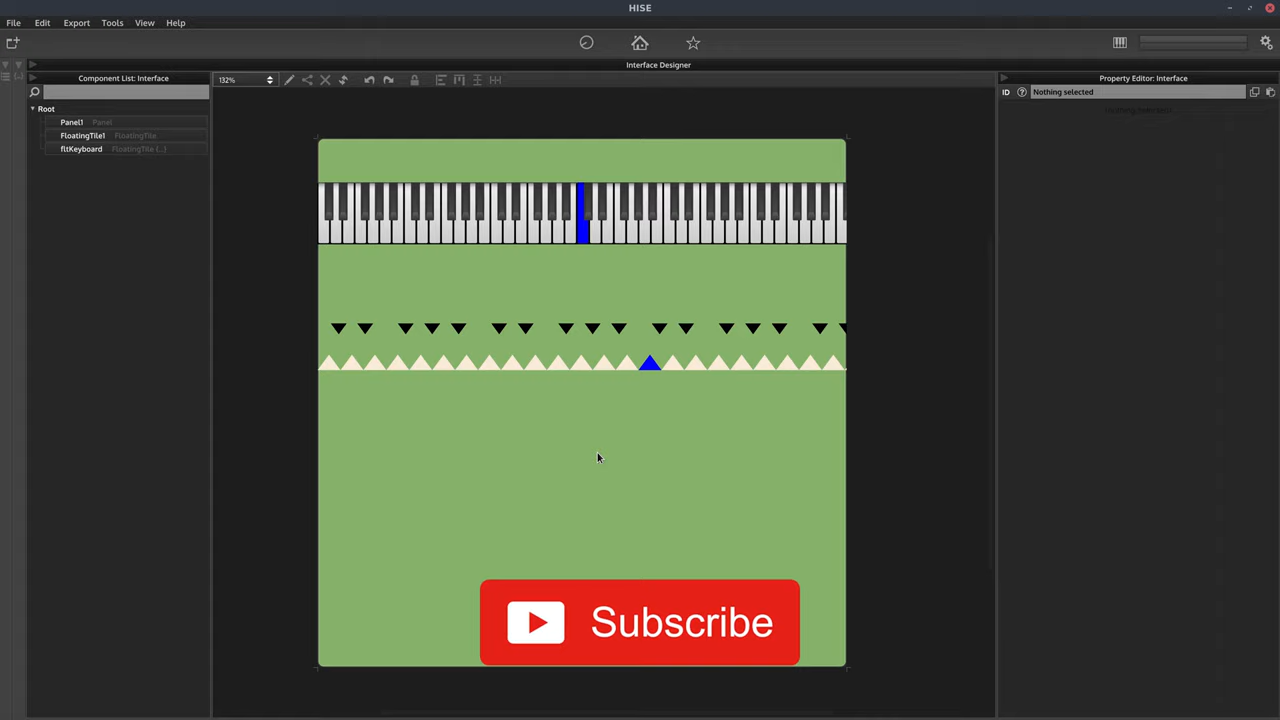 HISE
File Edit Export Tools View Help
Interface Designer
Component List: Interface
132%
Property Editor: Interface
ID Nothing selected
Root
Panel1 Panel
FloatingTile1 FloatingTile
fltKeyboard FloatingTile (...)
Subscribe